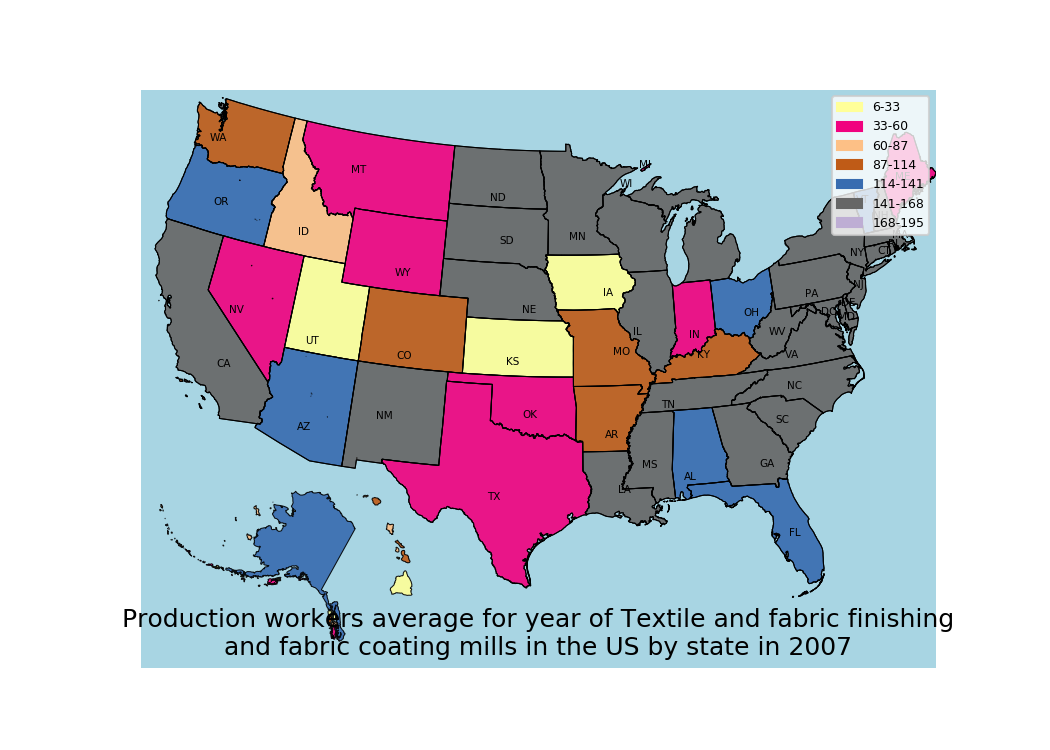 6-33
33-60
60-87
87-114
114-141
141-168
168-195
WA
MT
ND
MI
WI
OR
ID
SD
MN
NY
CT
WY
NE
IA
PA
NJ
NV
UT
CO
KS
MO
IL
IN
OH
KY
WV
VA
DC
MD
DE
CA
AZ
NM
OK
AR
TN
NC
SC
TX
LA
MS
AL
GA
FL
Production workers average for year of Textile and fabric finishing
and fabric coating mills in the US by state in 2007